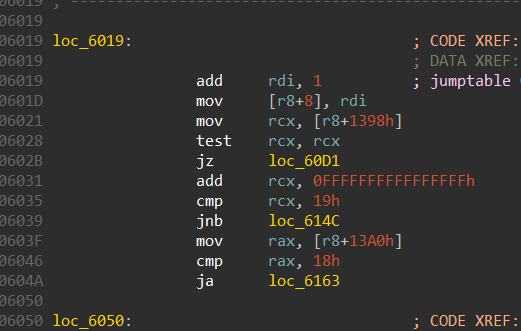 06019 ; --------------------------------------------------
06019
06019 loc_6019: ; CODE XREF:
06019 ; DATA XREF:
06019 add rdi, 1 ; jumptable
0601D mov [r8+8], rdi
06021 mov rcx, [r8+1398h]
06028 test rcx, rcx
0602B jz loc_60D1
06031 add rcx, 0FFFFFFFFFFFFFFFFh
06035 cmp rcx, 19h
06039 jnb loc_614C
0603F mov rax, [r8+13A0h]
06046 cmp rax, 18h
0604A ja loc_6163
06050
06050 loc_6050: ; CODE XREF: